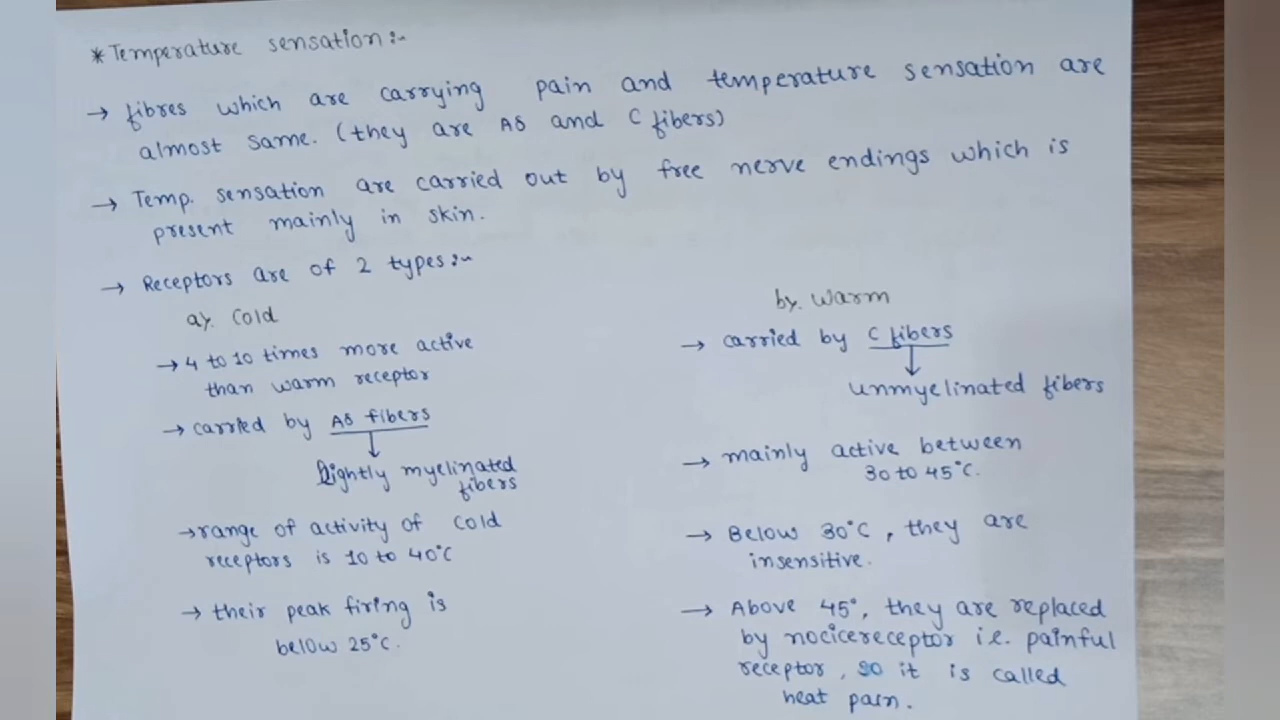 * Temperature sensation:-
→ fibres which are carrying pain and temperature sensation are
almost same. (they are Aδ and C fibers)
→ Temp. sensation are carried out by free nerve endings which is
present mainly in skin.
→ Receptors are of 2 types:-
a). Cold
→ 4 to 10 times more active
than warm receptor
→ carried by Aδ fibers
↓
lightly myelinated
fibers
→ range of activity of cold
receptors is 10 to 40°C
→ their peak firing is
below 25°C.
b). Warm
→ carried by C fibers
↓
unmyelinated fibers
→ mainly active between
30 to 45°C.
→ Below 30°C, they are
insensitive.
→ Above 45°, they are replaced
by nocicereceptor i.e. painful
receptor, so it is called
heat pain.